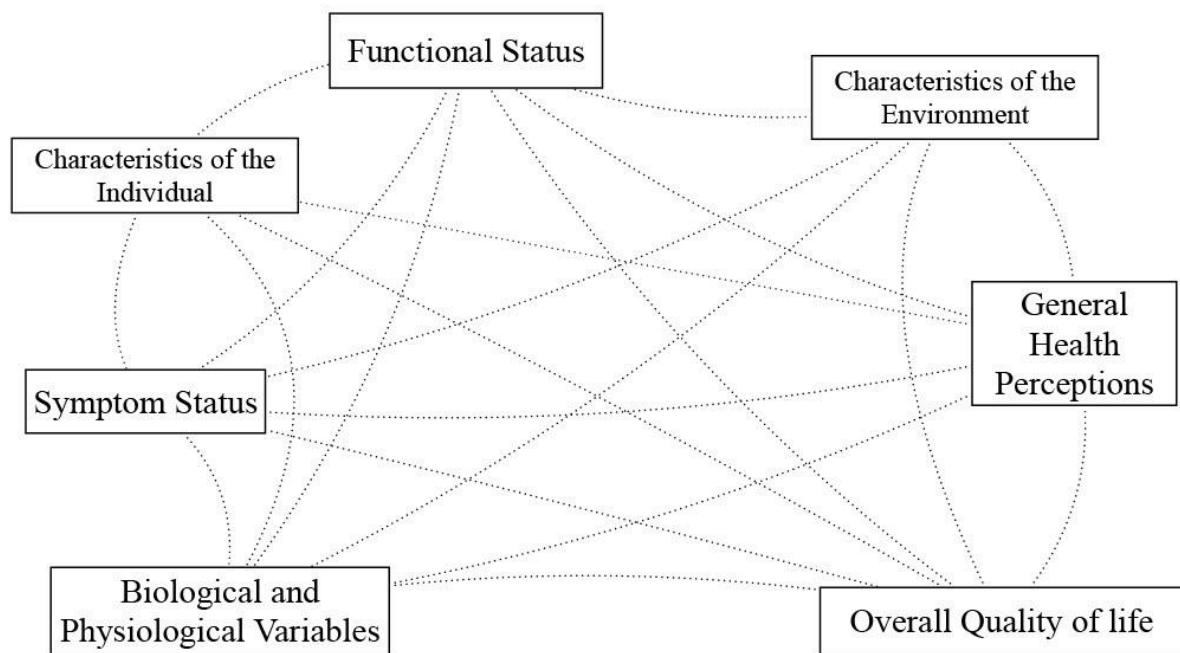 Functional Status
Characteristics of the
Environment
Characteristics of the
Individual
General
Health
Perceptions
Symptom Status
Biological and
Physiological Variables
Overall Quality of life